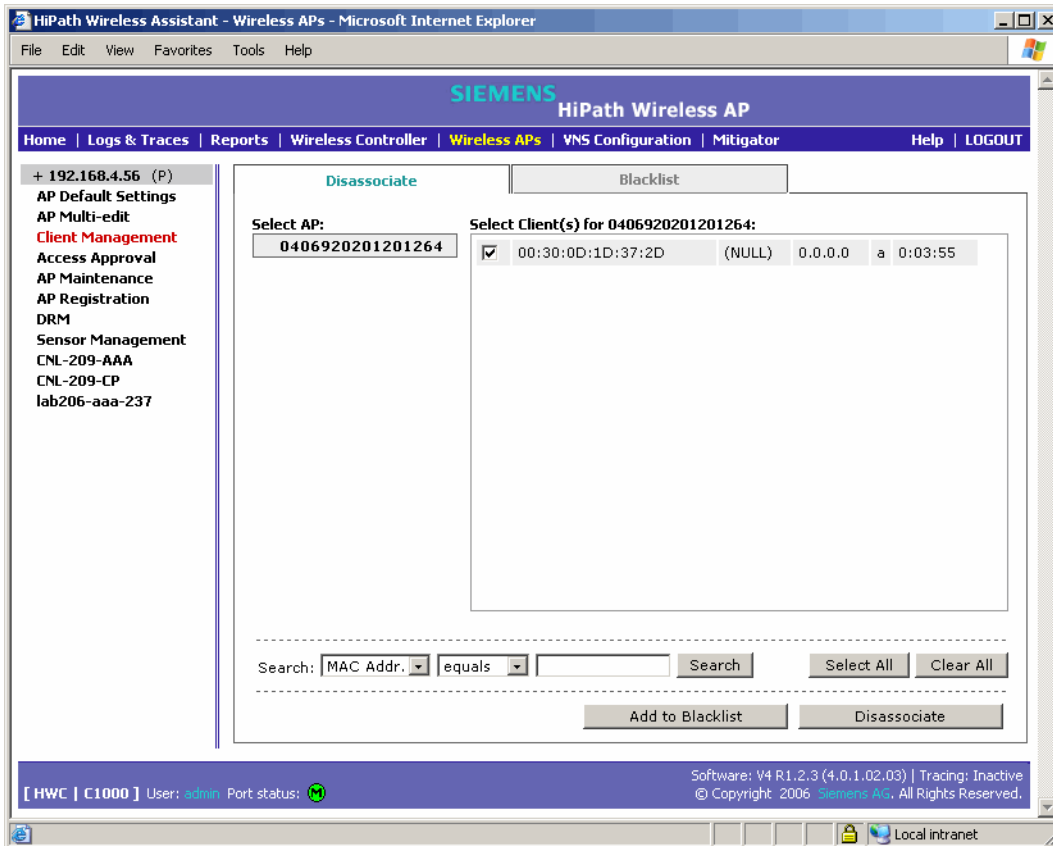 HiPath Wireless Assistant - Wireless APs - Microsoft Internet Explorer
File Edit View Favorites Tools Help
SIEMENS
HiPath Wireless AP
Home | Logs & Traces | Reports | Wireless Controller | Wireless APs | VNS Configuration | Mitigator Help | LOGOUT
+ 192.168.4.56 (P)
AP Default Settings
AP Multi-edit
Client Management
Access Approval
AP Maintenance
AP Registration
DRM
Sensor Management
CNL-209-AAA
CNL-209-CP
lab206-aaa-237
Disassociate
Blacklist
Select AP:
0406920201201264
Select Client(s) for 0406920201201264:
00:30:0D:1D:37:2D (NULL) 0.0.0.0 a 0:03:55
Search: MAC Addr. equals Search Select All Clear All
Add to Blacklist Disassociate
Software: V4 R1.2.3 (4.0.1.02.03) | Tracing: Inactive
[ HWC | C1000 ] User: admin Port status: M © Copyright 2006 Siemens AG. All Rights Reserved.
Local intranet